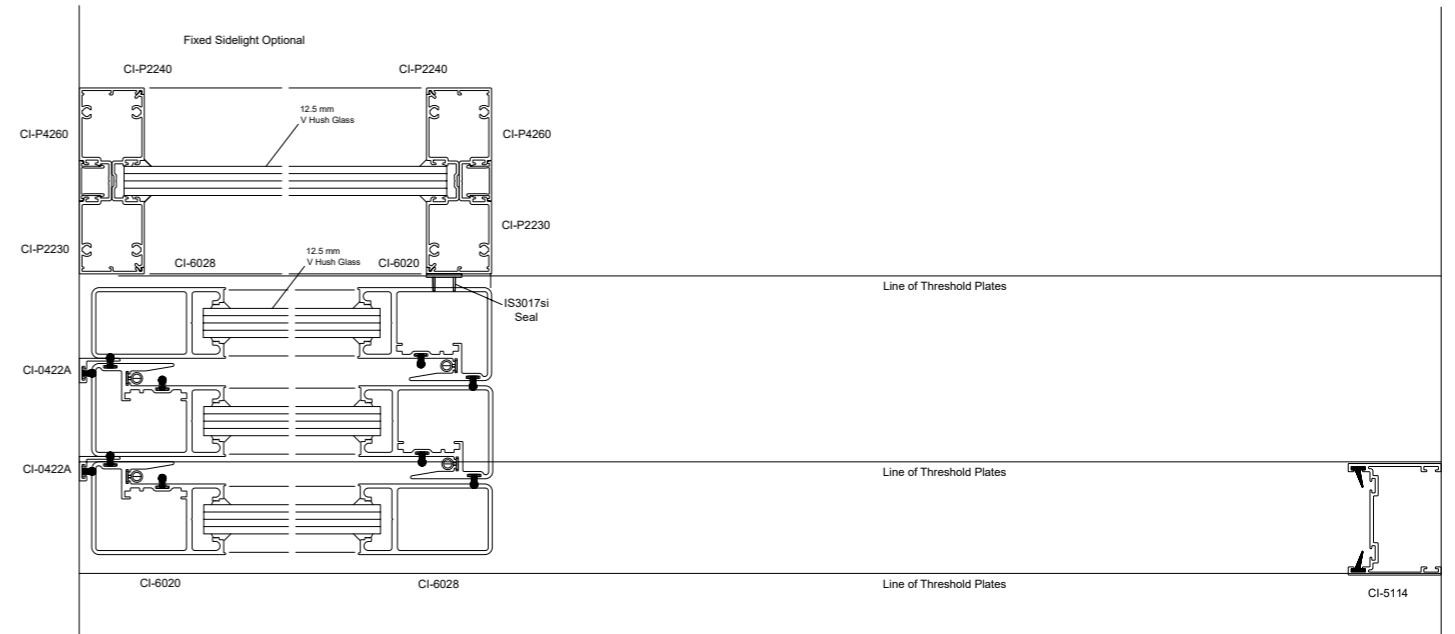 Fixed Sidelight Optional
CI-P2240
CI-P2240
12.5 mm
V Hush Glass
CI-P4260
CI-P4260
CI-P2230
CI-P2230
CI-6028
12.5 mm
V Hush Glass
CI-6020
Line of Threshold Plates
IS3017si
Seal
CI-0422A
CI-0422A
Line of Threshold Plates
CI-6020
CI-6028
Line of Threshold Plates
CI-5114